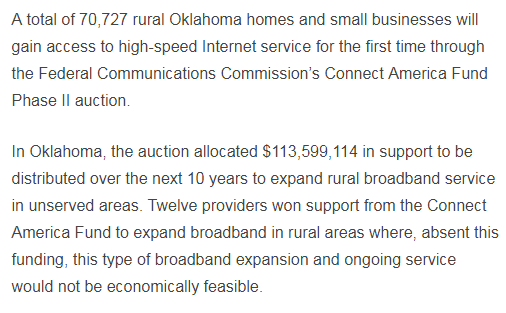 A total of 70,727 rural Oklahoma homes and small businesses will
gain access to high-speed Internet service for the first time through
the Federal Communications Commission’s Connect America Fund
Phase II auction.
In Oklahoma, the auction allocated $113,599,114 in support to be
distributed over the next 10 years to expand rural broadband service
in unserved areas. Twelve providers won support from the Connect
America Fund to expand broadband in rural areas where, absent this
funding, this type of broadband expansion and ongoing service
would not be economically feasible.